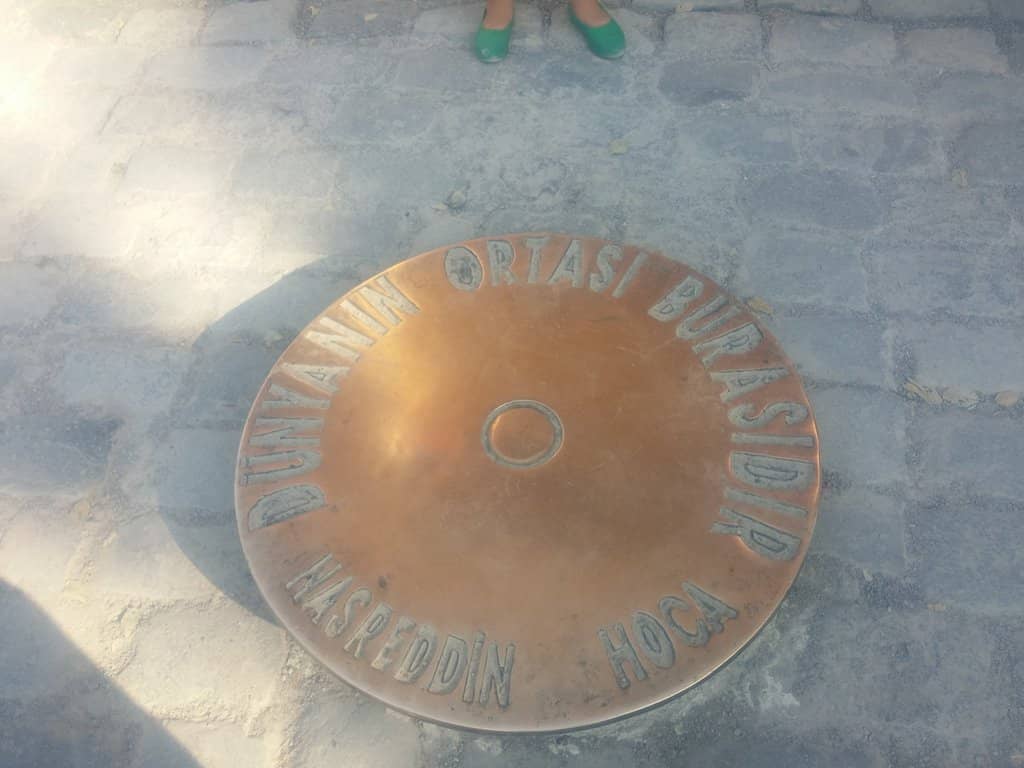 DÜNYANIN ORTASI BURASIDIR
NASREDDİN HOCA